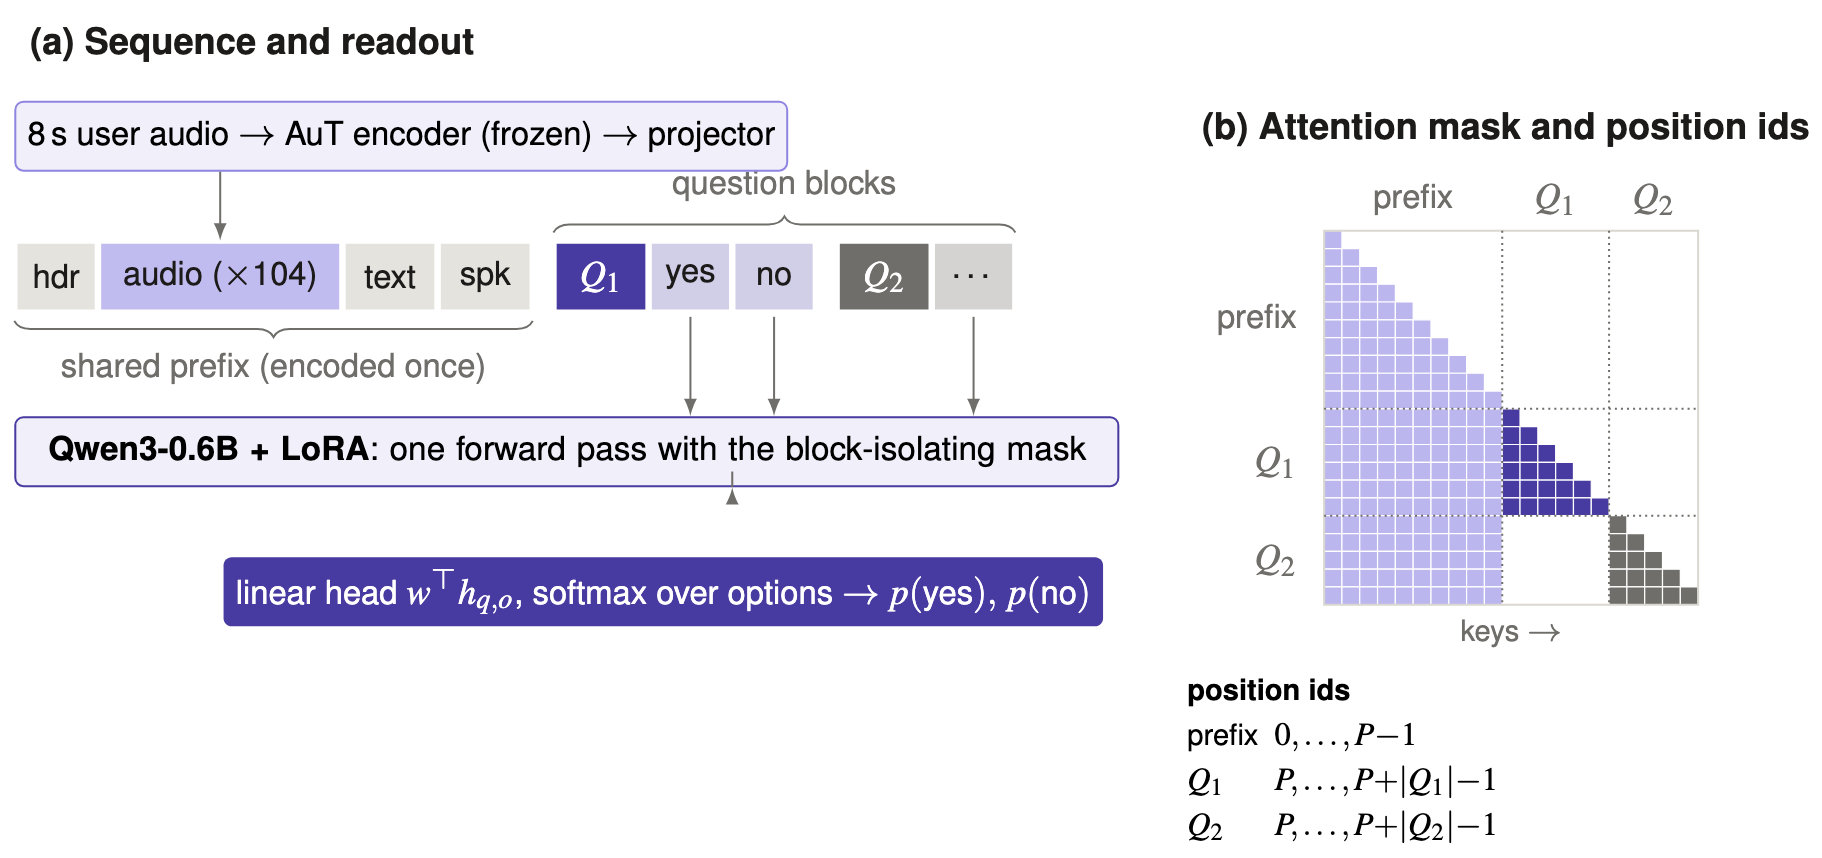 (a) Sequence and readout
8 s user audio → AuT encoder (frozen) → projector
question blocks
hdr audio (×104) text spk Q₁ yes no Q₂ ···
shared prefix (encoded once)
Qwen3-0.6B + LoRA: one forward pass with the block-isolating mask
linear head w⊤h_{q,o}, softmax over options → p(yes), p(no)
(b) Attention mask and position ids
prefix Q₁ Q₂
prefix
Q₁
Q₂
keys →
position ids
prefix 0,...,P−1
Q₁ P,...,P+|Q₁|−1
Q₂ P,...,P+|Q₂|−1